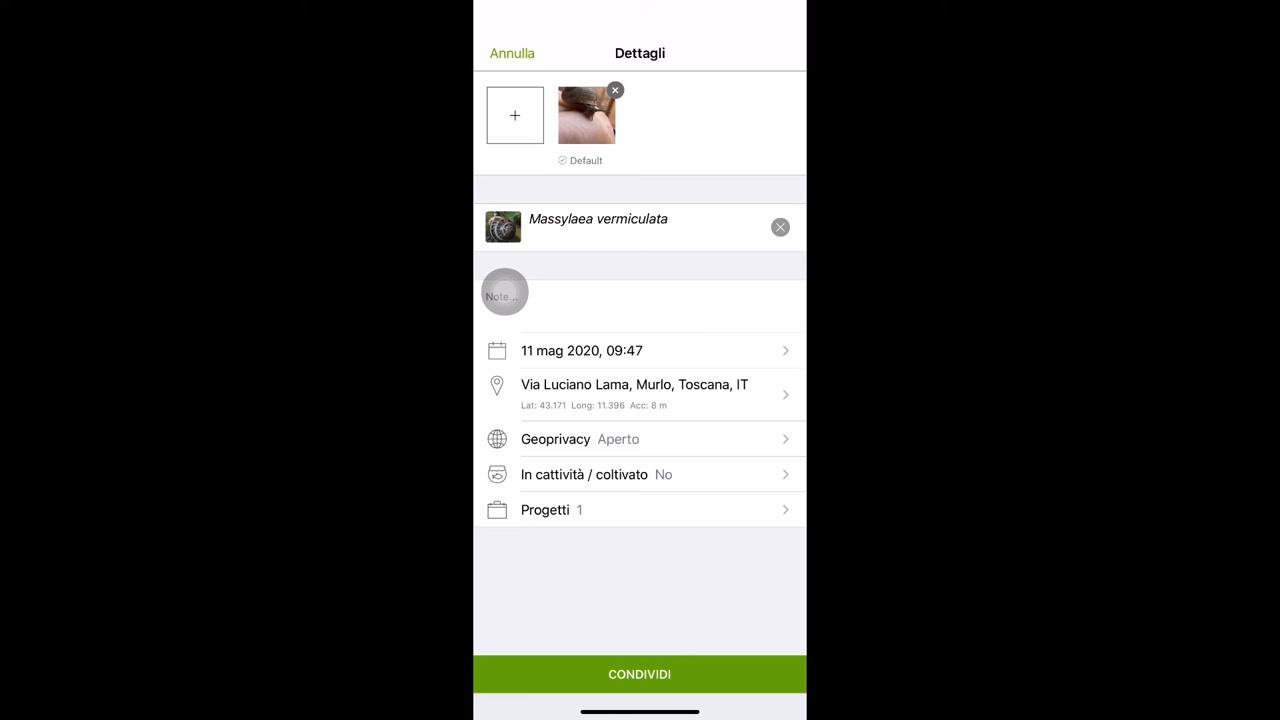 Annulla
Dettagli
Default
Massylaea vermiculata
Note...
11 mag 2020, 09:47
Via Luciano Lama, Murlo, Toscana, IT
Lat: 43.171 Long: 11.396 Acc: 8 m
Geoprivacy Aperto
In cattività / coltivato No
Progetti 1
CONDIVIDI